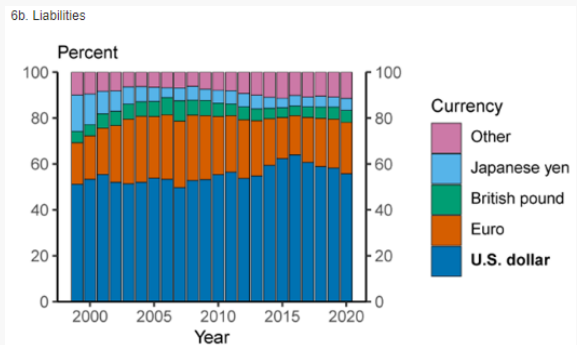 6b. Liabilities
Percent
100 100
80 80
60 60
40 40
20 20
0 0
2000 2005 2010 2015 2020
Year
Currency
Other
Japanese yen
British pound
Euro
U.S. dollar